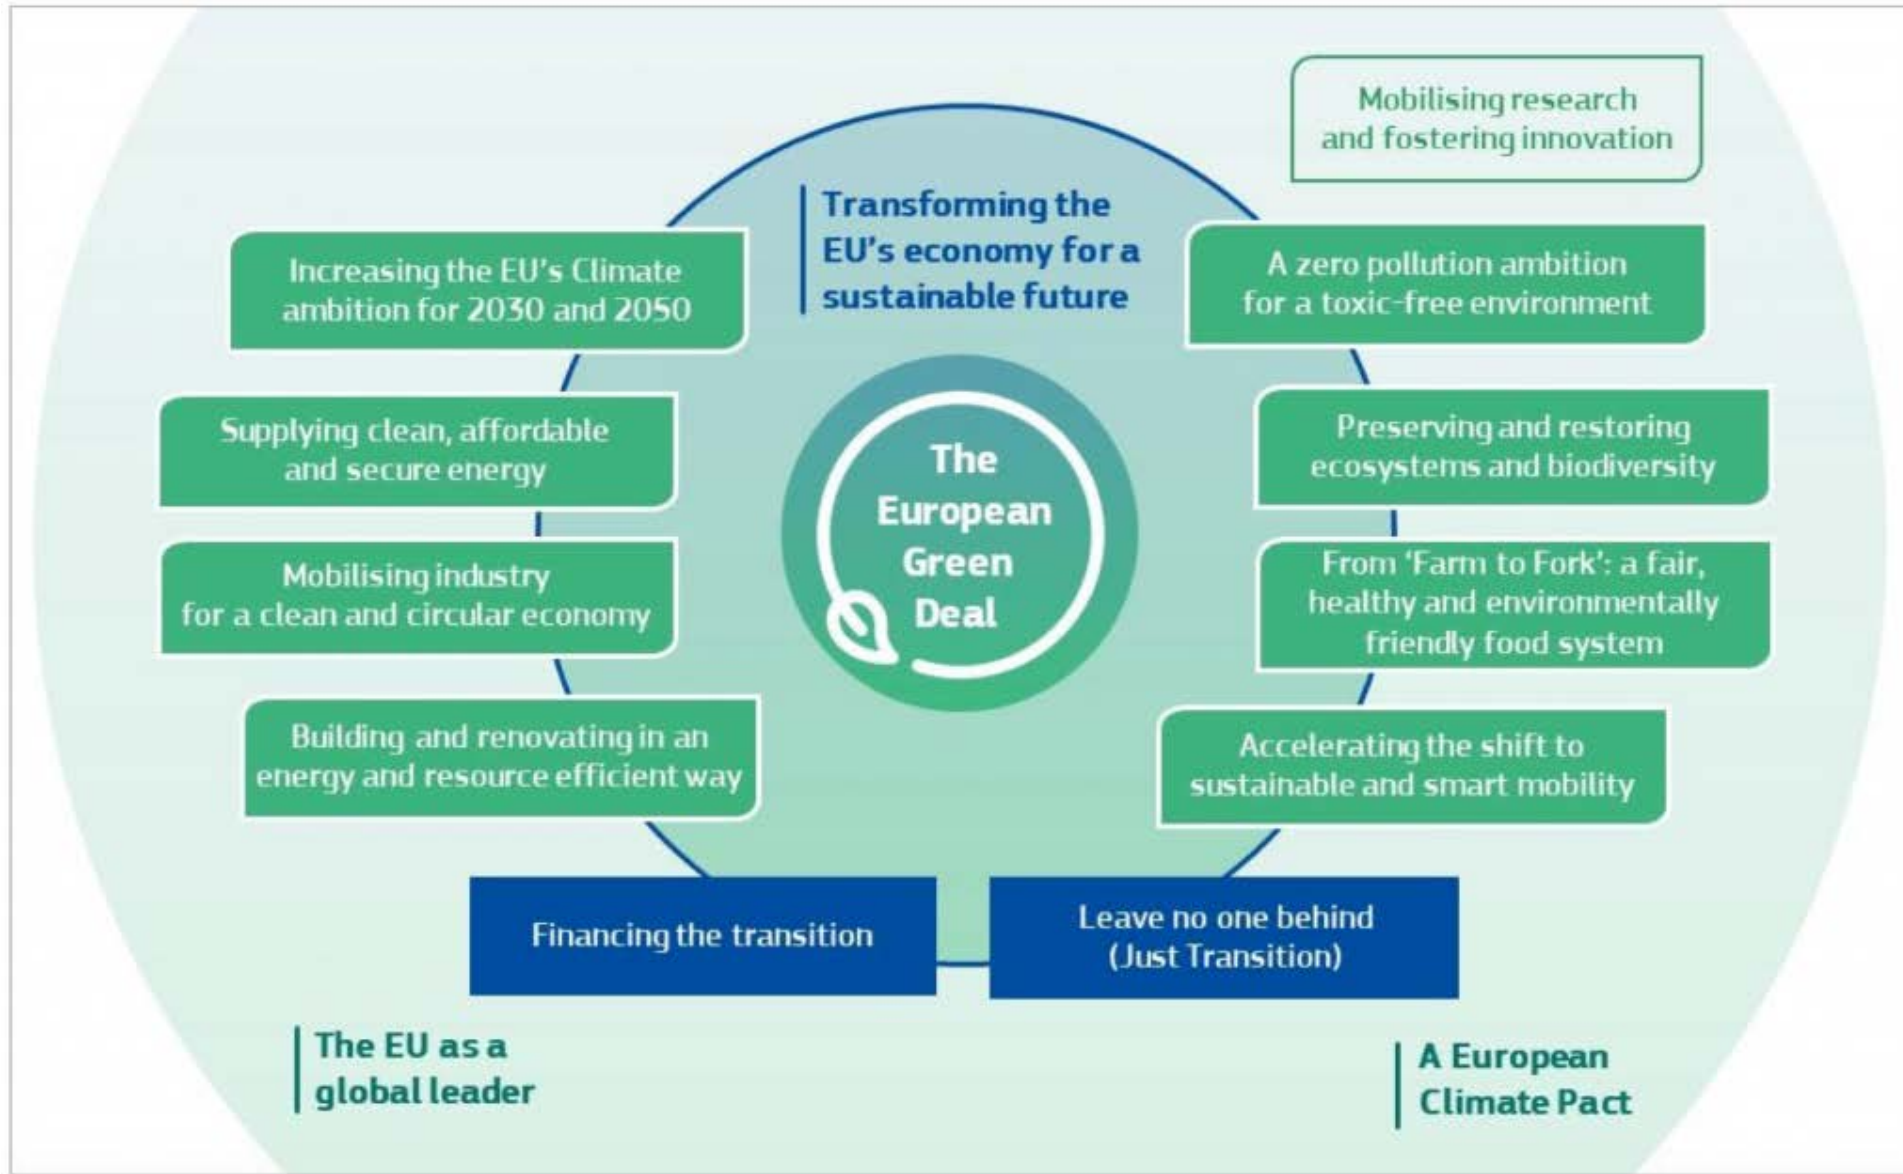 Mobilising research
and fostering innovation
Transforming the
EU's economy for a
sustainable future
Increasing the EU's Climate
ambition for 2030 and 2050
A zero pollution ambition
for a toxic-free environment
Supplying clean, affordable
and secure energy
Preserving and restoring
ecosystems and biodiversity
The
European
Green
Deal
Mobilising industry
for a clean and circular economy
From ‘Farm to Fork’: a fair,
healthy and environmentally
friendly food system
Building and renovating in an
energy and resource efficient way
Accelerating the shift to
sustainable and smart mobility
Financing the transition
Leave no one behind
(Just Transition)
The EU as a
global leader
A European
Climate Pact